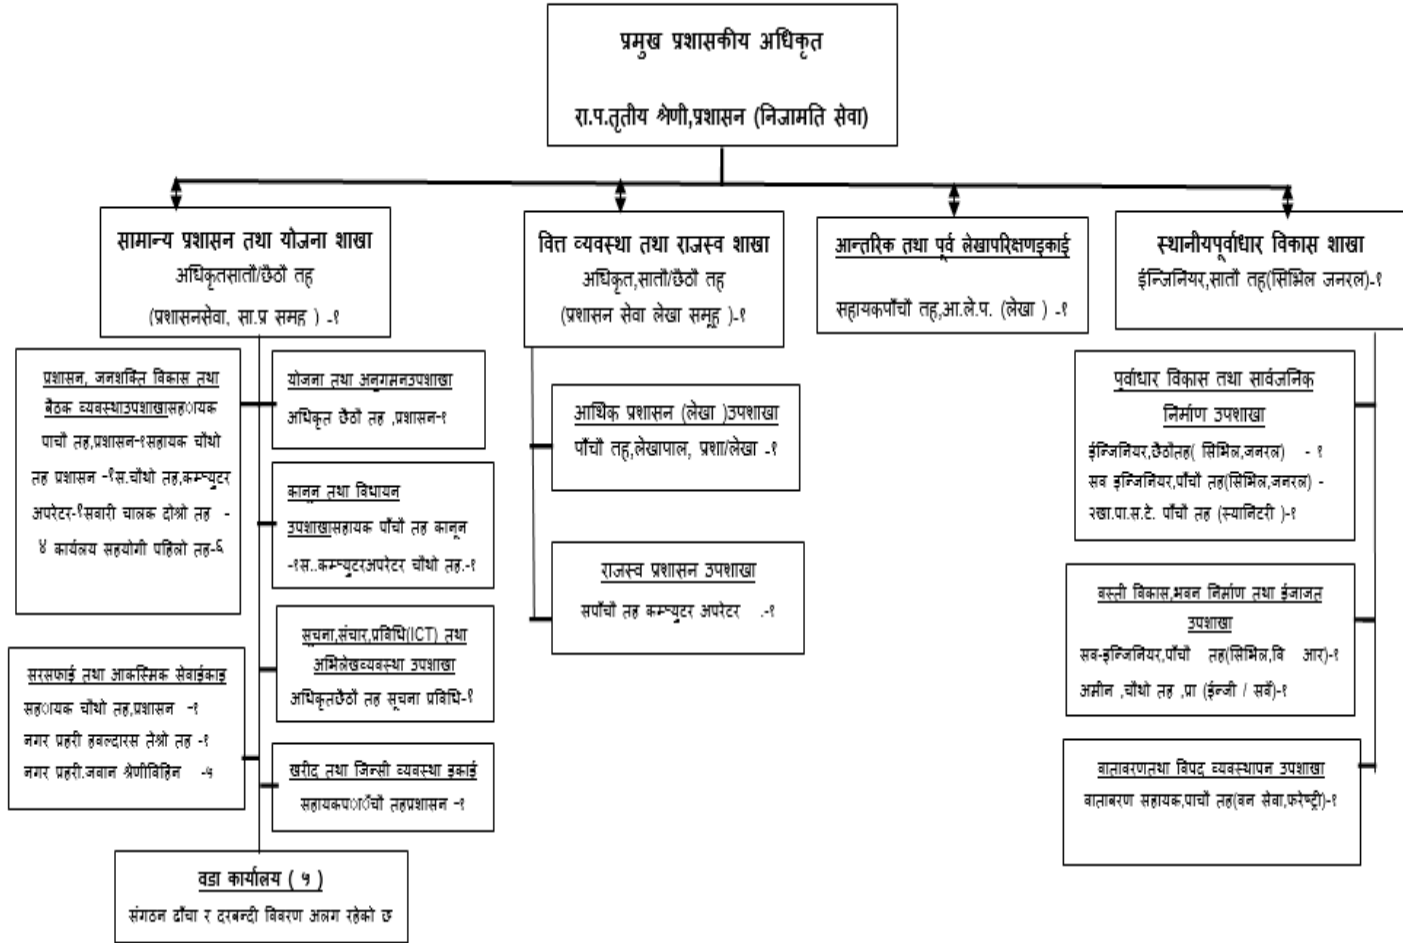 प्रमुख प्रशासकीय अधिकृत
रा.प.तृतीय श्रेणी,प्रशासन (निजामति सेवा)
सामान्य प्रशासन तथा योजना शाखा
अधिकृतसातौ/छैठौ तह
(प्रशासनसेवा, सा.प्र समह ) -१
वित्त व्यवस्था तथा राजस्व शाखा
अधिकृत,सातौ/छैठौ तह
(प्रशासन सेवा लेखा समूह )-१
आन्तरिक तथा पूर्व लेखापरिक्षणइकाई
सहायकपाँचौ तह,आ.ले.प. (लेखा ) -१
स्थानीयपूर्वाधार विकास शाखा
ईन्जिनियर,सातौ तह(सिभिल जनरल)-१
प्रशासन, जनशक्ति विकास तथा
बैठक व्यवस्थाउपशाखासहायक
पाचौ तह,प्रशासन-१सहायक चौथो
तह प्रशासन -१स.चौथो तह,कम्प्युटर
अपरेटर-१सवारी चालक दोश्रो तह -
४ कार्यलय सहयोगी पहिलो तह-६
सरसफाई तथा आकस्मिक सेवाईकाइ
सहायक चौथो तह,प्रशासन -१
नगर प्रहरी हवल्दारस तेश्रो तह -१
नगर प्रहरी.जवान श्रेणीविहिन -५
योजना तथा अनुगमनउपशाखा
अधिकृत छैठौ तह ,प्रशासन-१
कानून तथा विधायन
उपशाखासहायक पाँचौ तह कानून
-१स..कम्प्युटरअपरेटर चौथो तह.-१
सूचना,संचार,प्रविधि(ICT) तथा
अभिलेखव्यवस्था उपशाखा
अधिकृतछैठौ तह सूचना प्रविधि-१
खरीद तथा जिन्सी व्यवस्था इकाई
सहायकपाँचौ तहप्रशासन -१
वडा कार्यालय ( ५ )
संगठन ढाँचा र दरबन्दी विवरण अलग रहेको छ
आर्थिक प्रशासन (लेखा )उपशाखा
पाँचौ तह,लेखापाल, प्रशा/लेखा -१
राजस्व प्रशासन उपशाखा
सपाँचौ तह कम्प्युटर अपरेटर .-१
पूर्वाधार विकास तथा सार्वजनिक
निर्माण उपशाखा
ईन्जिनियर,छैठौतह( सिभिल,जनरल) - १
सव इन्जिनियर,पाँचौ तह(सिभिल,जनरल) -
२खा.पा.स.टे. पाँचौ तह (स्यानिटरी )-१
वस्ती विकास,भवन निर्माण तथा ईजाजत
उपशाखा
सव-इन्जिनियर,पाँचौ तह(सिभिल,वि आर)-१
अमीन ,चौथो तह ,प्रा (ईन्जी / सर्वे)-१
वातावरणतथा विपद व्यवस्थापन उपशाखा
वाताबरण सहायक,पाचौ तह(वन सेवा,फरेष्ट्री)-१